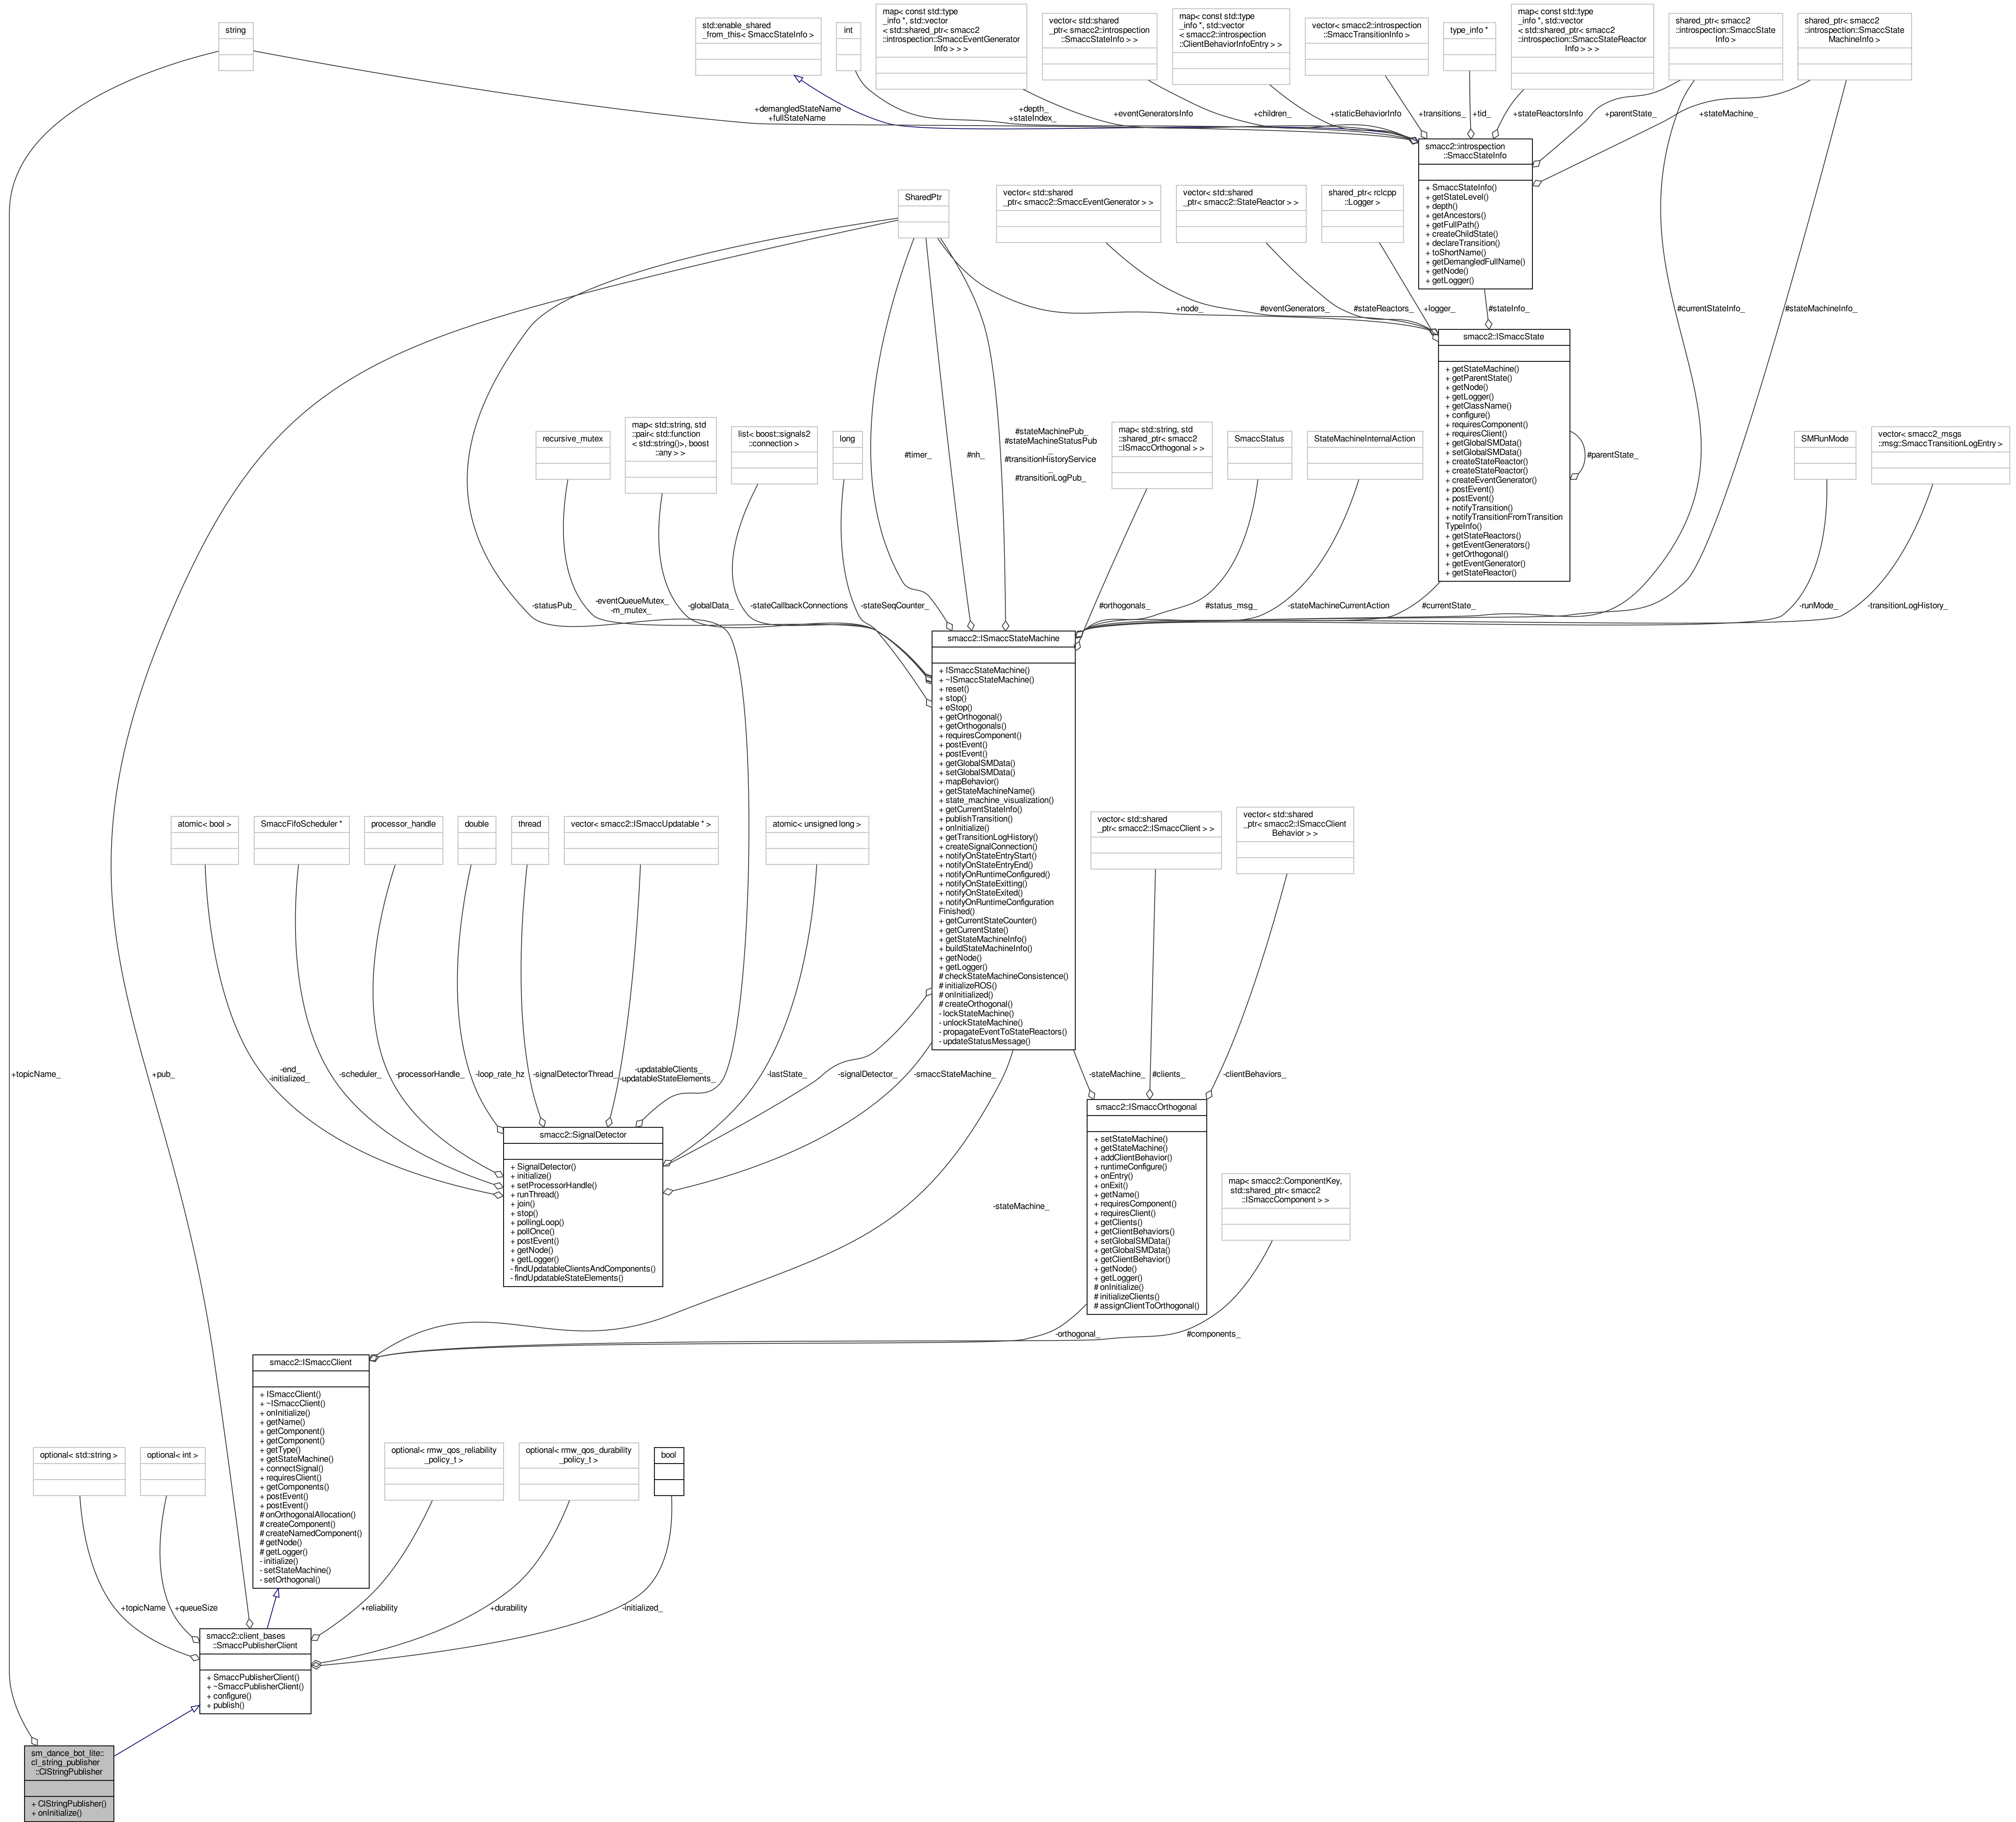 string
std::enable_shared
_from_this< SmaccStateInfo >
int
map< const std::type
_info *, std::vector
< std::shared_ptr< smacc2
::introspection::SmaccEventGenerator
Info > > >
vector< std::shared
_ptr< smacc2::introspection
::SmaccStateInfo > >
map< const std::type
_info *, std::vector
< smacc2::introspection
::ClientBehaviorInfoEntry > >
vector< smacc2::introspection
::SmaccTransitionInfo >
type_info *
map< const std::type
_info *, std::vector
< std::shared_ptr< smacc2
::introspection::SmaccStateReactor
Info > > >
shared_ptr< smacc2
::introspection::SmaccState
Info >
shared_ptr< smacc2
::introspection::SmaccState
MachineInfo >
+demangledStateName
+fullStateName
+depth_
+stateIndex_
+eventGeneratorsInfo
+children_
+staticBehaviorInfo
+transitions_
+tid_
+stateReactorsInfo
+parentState_
+stateMachine_
smacc2::introspection
::SmaccStateInfo
+ SmaccStateInfo()
+ getStateLevel()
+ depth()
+ getAncestors()
+ getFullPath()
+ createChildState()
+ declareTransition()
+ toShortName()
+ getDemangledFullName()
+ getNode()
+ getLogger()
SharedPtr
vector< std::shared
_ptr< smacc2::SmaccEventGenerator > >
vector< std::shared
_ptr< smacc2::StateReactor > >
shared_ptr< rclcpp
::Logger >
+node_
#eventGenerators_
#stateReactors_
+logger_
#stateInfo_
#currentStateInfo_
#stateMachineInfo_
smacc2::ISmaccState
+ getStateMachine()
+ getParentState()
+ getNode()
+ getLogger()
+ getClassName()
+ configure()
+ requiresComponent()
+ requiresClient()
+ getGlobalSMData()
+ setGlobalSMData()
+ createStateReactor()
+ createStateReactor()
+ createEventGenerator()
+ postEvent()
+ postEvent()
+ notifyTransition()
+ notifyTransitionFromTransition
TypeInfo()
+ getStateReactors()
+ getEventGenerators()
+ getOrthogonal()
+ getEventGenerator()
+ getStateReactor()
#parentState_
recursive_mutex
map< std::string, std
::pair< std::function
< std::string()>, boost
::any > >
list< boost::signals2
::connection >
long
#timer_
#nh_
#stateMachinePub_
#stateMachineStatusPub
_
#transitionHistoryService
_
#transitionLogPub_
map< std::string, std
::shared_ptr< smacc2
::ISmaccOrthogonal > >
SmaccStatus
StateMachineInternalAction
SMRunMode
vector< smacc2_msgs
::msg::SmaccTransitionLogEntry >
-statusPub_
-eventQueueMutex_
-m_mutex_
-globalData_
-stateCallbackConnections
-stateSeqCounter_
#orthogonals_
#status_msg_
-stateMachineCurrentAction
#currentState_
-runMode_
-transitionLogHistory_
smacc2::ISmaccStateMachine
+ ISmaccStateMachine()
+ ~ISmaccStateMachine()
+ reset()
+ stop()
+ eStop()
+ getOrthogonal()
+ getOrthogonals()
+ requiresComponent()
+ postEvent()
+ postEvent()
+ getGlobalSMData()
+ setGlobalSMData()
+ mapBehavior()
+ getStateMachineName()
+ state_machine_visualization()
+ getCurrentStateInfo()
+ publishTransition()
+ onInitialize()
+ getTransitionLogHistory()
+ createSignalConnection()
+ notifyOnStateEntryStart()
+ notifyOnStateEntryEnd()
+ notifyOnRuntimeConfigured()
+ notifyOnStateExitting()
+ notifyOnStateExited()
+ notifyOnRuntimeConfiguration
Finished()
+ getCurrentStateCounter()
+ getCurrentState()
+ getStateMachineInfo()
+ buildStateMachineInfo()
+ getNode()
+ getLogger()
# checkStateMachineConsistence()
# initializeROS()
# onInitialized()
# createOrthogonal()
- lockStateMachine()
- unlockStateMachine()
- propagateEventToStateReactors()
- updateStatusMessage()
atomic< bool >
SmaccFifoScheduler *
processor_handle
double
thread
vector< smacc2::ISmaccUpdatable * >
atomic< unsigned long >
vector< std::shared
_ptr< smacc2::ISmaccClient > >
vector< std::shared
_ptr< smacc2::ISmaccClient
Behavior > >
+topicName_
+pub_
-end_
-initialized_
-scheduler_
-processorHandle_
-loop_rate_hz
-signalDetectorThread_
-updatableClients_
-updatableStateElements_
-lastState_
-signalDetector_
-smaccStateMachine_
-stateMachine_
#clients_
-clientBehaviors_
smacc2::SignalDetector
+ SignalDetector()
+ initialize()
+ setProcessorHandle()
+ runThread()
+ join()
+ stop()
+ pollingLoop()
+ pollOnce()
+ postEvent()
+ getNode()
+ getLogger()
- findUpdatableClientsAndComponents()
- findUpdatableStateElements()
smacc2::ISmaccOrthogonal
+ setStateMachine()
+ getStateMachine()
+ addClientBehavior()
+ runtimeConfigure()
+ onEntry()
+ onExit()
+ getName()
+ requiresComponent()
+ requiresClient()
+ getClients()
+ getClientBehaviors()
+ setGlobalSMData()
+ getGlobalSMData()
+ getClientBehavior()
+ getNode()
+ getLogger()
# onInitialize()
# initializeClients()
# assignClientToOrthogonal()
map< smacc2::ComponentKey,
std::shared_ptr< smacc2
::ISmaccComponent > >
-stateMachine_
-orthogonal_
#components_
smacc2::ISmaccClient
+ ISmaccClient()
+ ~ISmaccClient()
+ onInitialize()
+ getName()
+ getComponent()
+ getComponent()
+ getType()
+ getStateMachine()
+ connectSignal()
+ requiresClient()
+ getComponents()
+ postEvent()
+ postEvent()
# onOrthogonalAllocation()
# createComponent()
# createNamedComponent()
# getNode()
# getLogger()
- initialize()
- setStateMachine()
- setOrthogonal()
optional< std::string >
optional< int >
optional< rmw_qos_reliability
_policy_t >
optional< rmw_qos_durability
_policy_t >
bool
+topicName
+queueSize
+reliability
+durability
-initialized_
smacc2::client_bases
::SmaccPublisherClient
+ SmaccPublisherClient()
+ ~SmaccPublisherClient()
+ configure()
+ publish()
sm_dance_bot_lite::
cl_string_publisher
::ClStringPublisher
+ ClStringPublisher()
+ onInitialize()